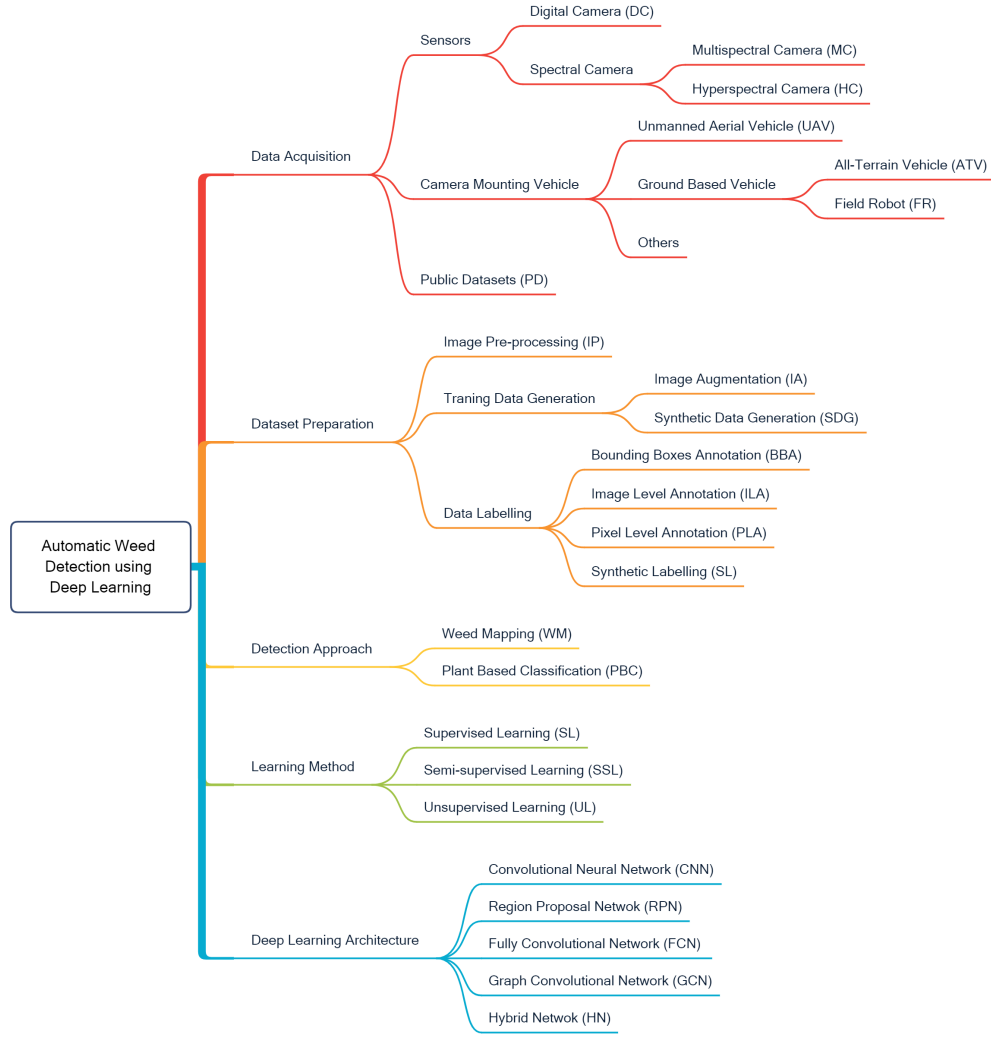 Digital Camera (DC)
Sensors
Multispectral Camera (MC)
Spectral Camera
Hyperspectral Camera (HC)
Unmanned Aerial Vehicle (UAV)
Data Acquisition
All-Terrain Vehicle (ATV)
Camera Mounting Vehicle
Ground Based Vehicle
Field Robot (FR)
Others
Public Datasets (PD)
Image Pre-processing (IP)
Image Augmentation (IA)
Traning Data Generation
Synthetic Data Generation (SDG)
Dataset Preparation
Bounding Boxes Annotation (BBA)
Image Level Annotation (ILA)
Data Labelling
Pixel Level Annotation (PLA)
Synthetic Labelling (SL)
Automatic Weed
Detection using
Deep Learning
Weed Mapping (WM)
Detection Approach
Plant Based Classification (PBC)
Supervised Learning (SL)
Learning Method
Semi-supervised Learning (SSL)
Unsupervised Learning (UL)
Convolutional Neural Network (CNN)
Region Proposal Netwok (RPN)
Deep Learning Architecture
Fully Convolutional Network (FCN)
Graph Convolutional Network (GCN)
Hybrid Netwok (HN)